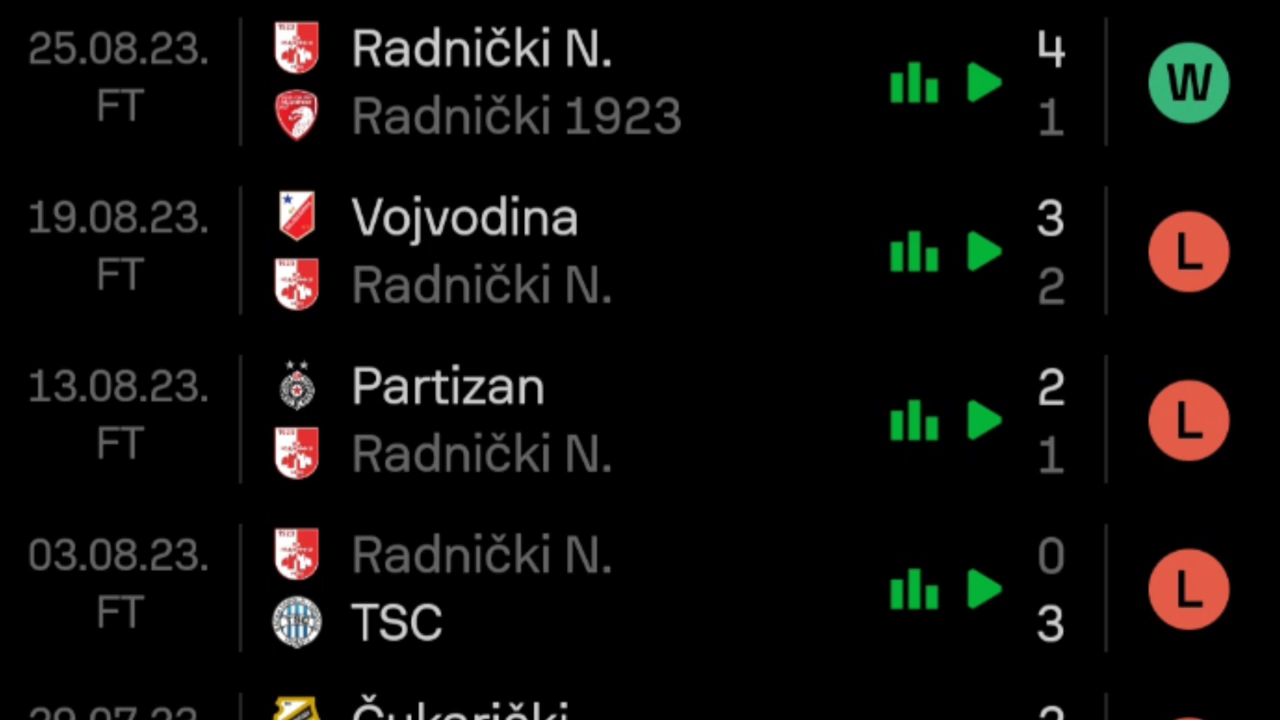 25.08.23. Radnički N. 4
FT Radnički 1923 1
W
19.08.23. Vojvodina 3
FT Radnički N. 2
L
13.08.23. Partizan 2
FT Radnički N. 1
L
03.08.23. Radnički N. 0
FT TSC 3
L
Čukarički